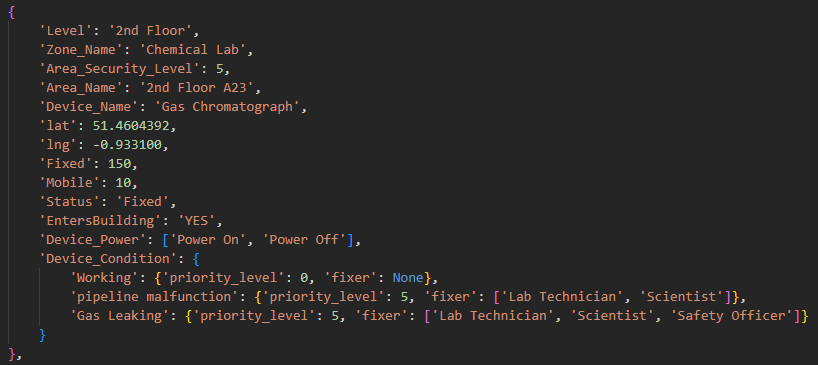 {
'Level': '2nd Floor',
'Zone_Name': 'Chemical Lab',
'Area_Security_Level': 5,
'Area_Name': '2nd Floor A23',
'Device_Name': 'Gas Chromatograph',
'lat': 51.4604392,
'lng': -0.933100,
'Fixed': 150,
'Mobile': 10,
'Status': 'Fixed',
'EntersBuilding': 'YES',
'Device_Power': ['Power On', 'Power Off'],
'Device_Condition': {
'Working': {'priority_level': 0, 'fixer': None},
'pipeline malfunction': {'priority_level': 5, 'fixer': ['Lab Technician', 'Scientist']},
'Gas Leaking': {'priority_level': 5, 'fixer': ['Lab Technician', 'Scientist', 'Safety Officer']}
}
},